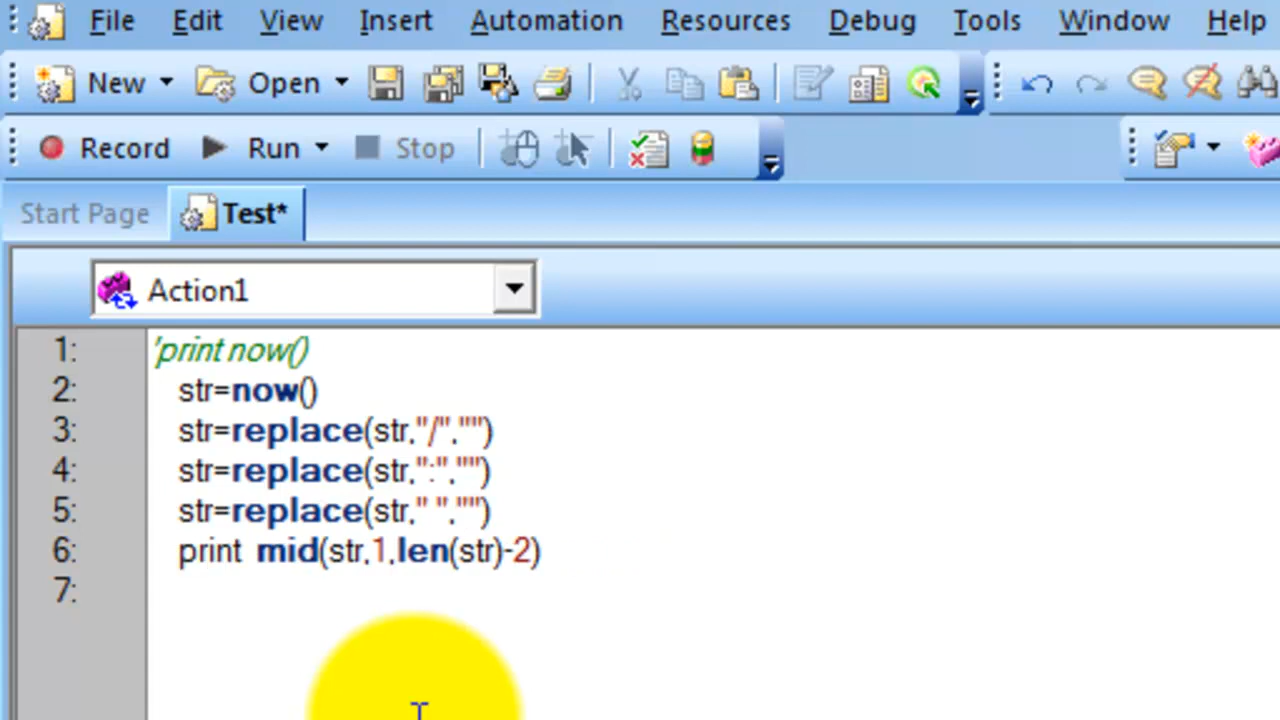 File Edit View Insert Automation Resources Debug Tools Window Help
New Open
Record Run Stop
Start Page Test*
Action1
1: 'print now()
2: str=now()
3: str=replace(str,"/","")
4: str=replace(str,":","")
5: str=replace(str," ","")
6: print mid(str,1,len(str)-2)
7: